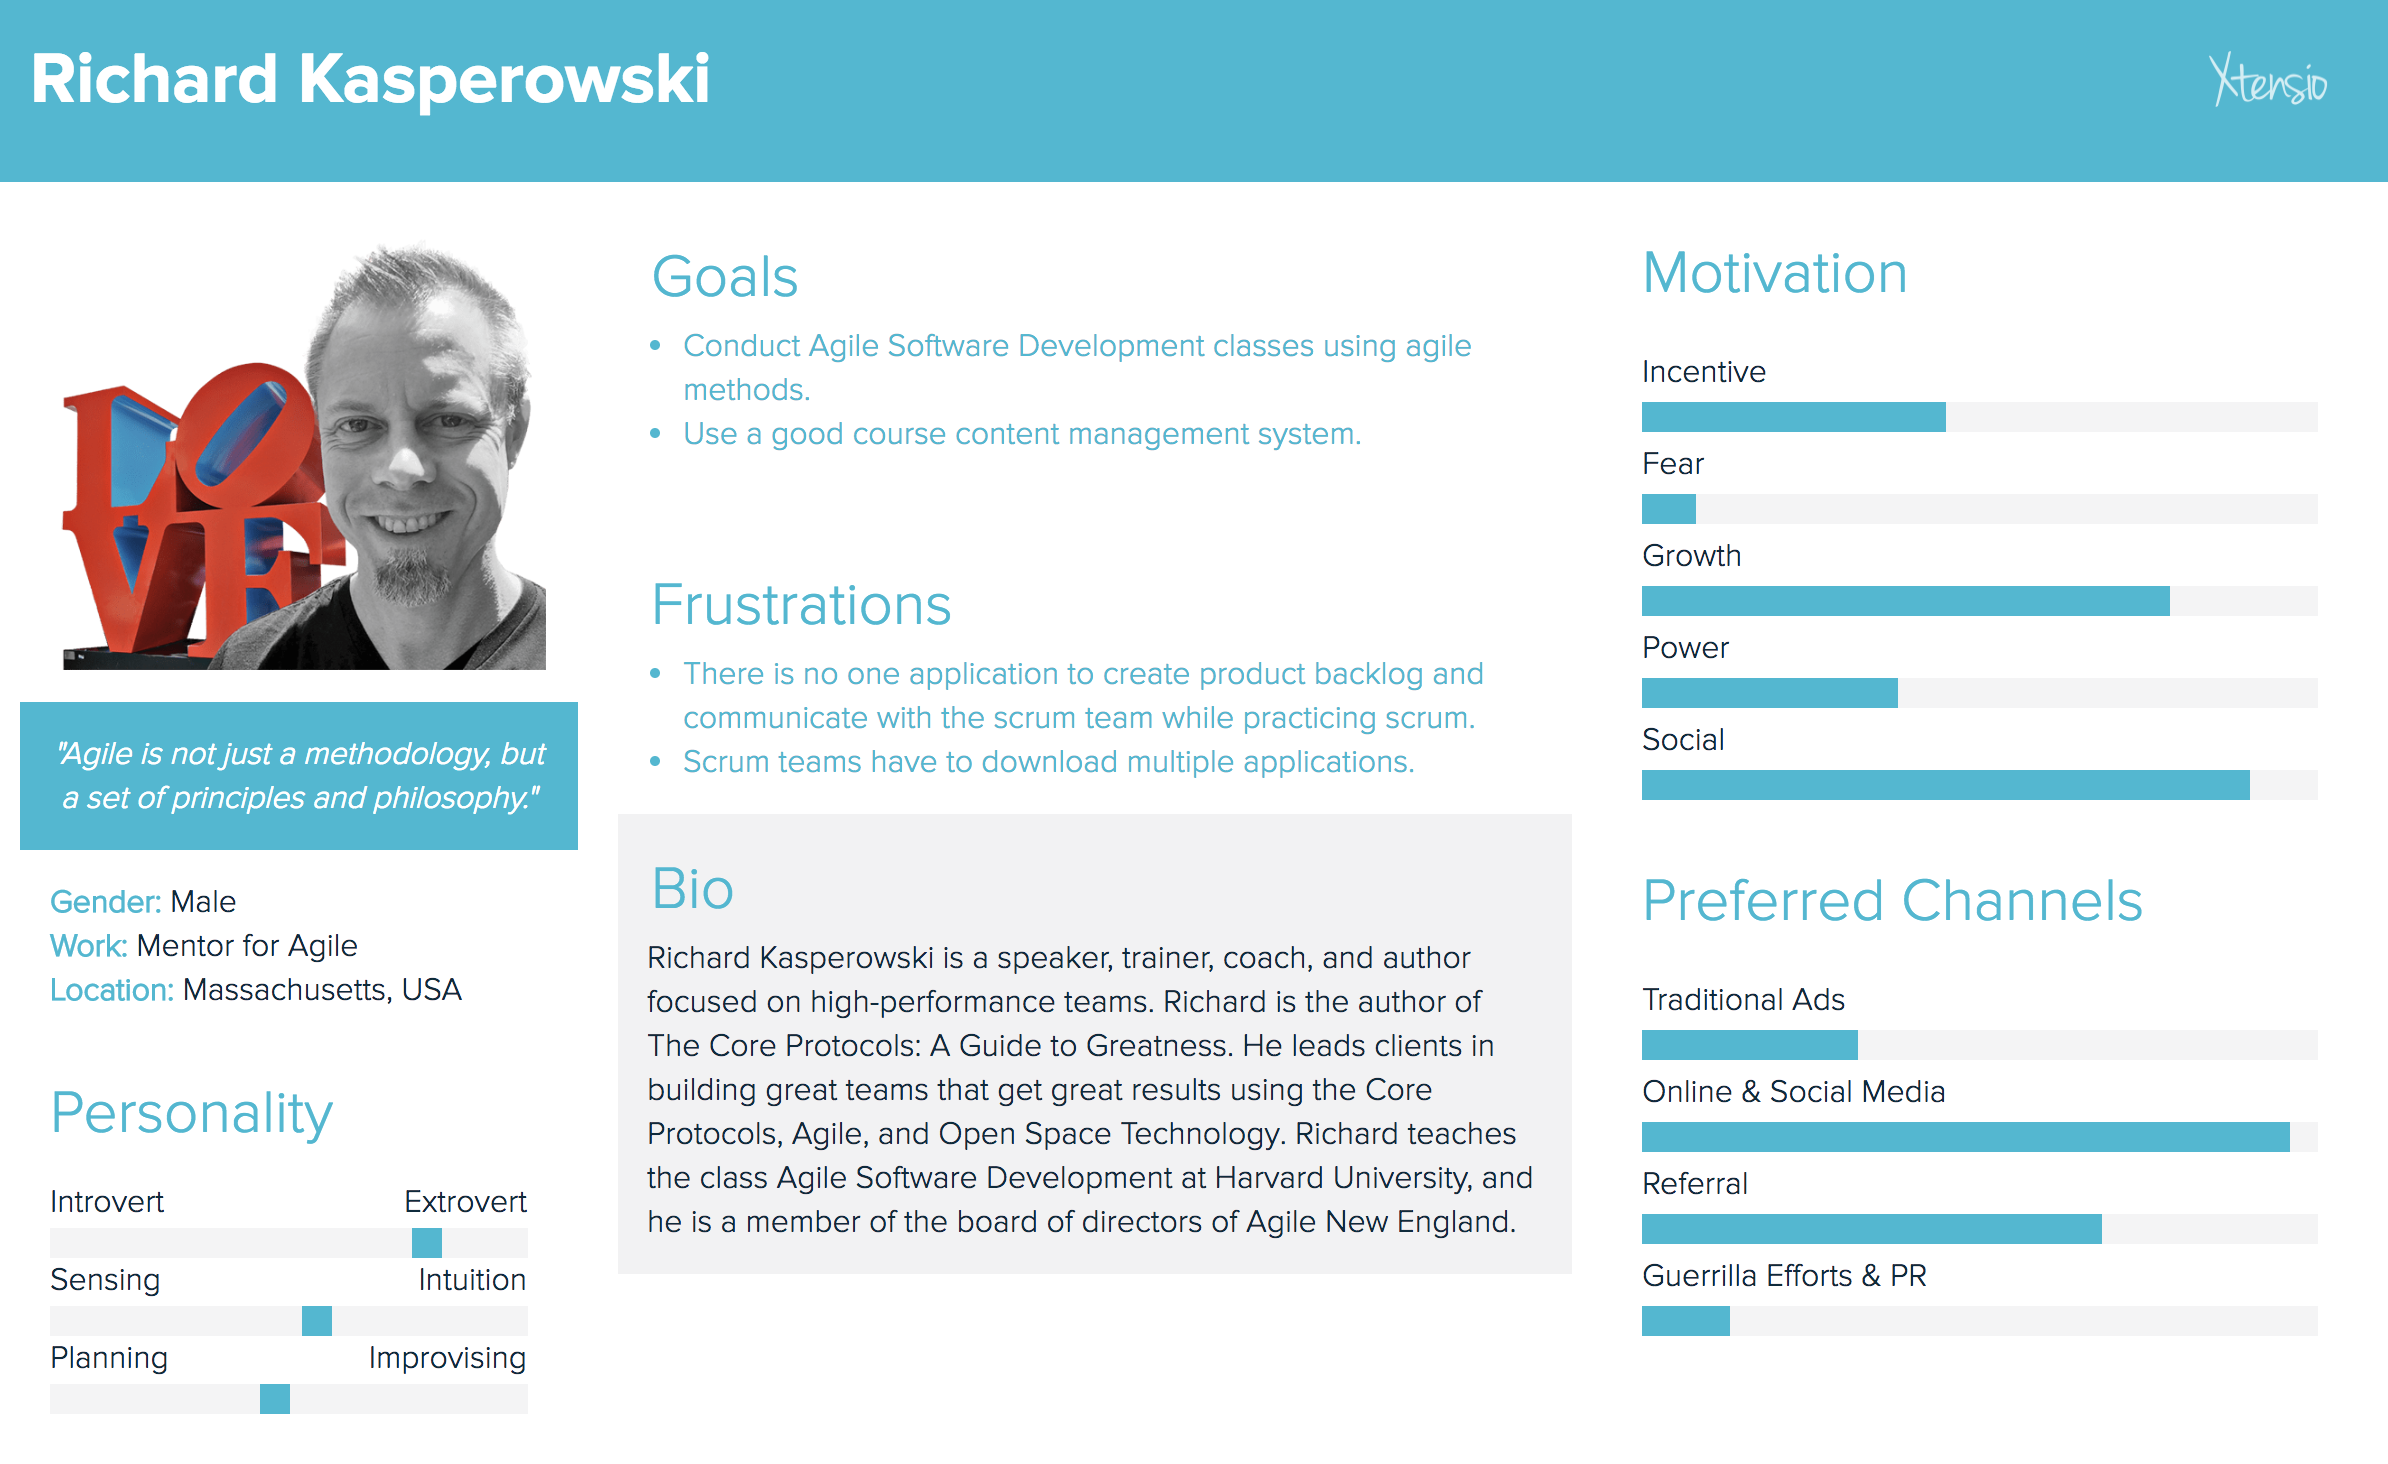 Richard Kasperowski
Xtensio
LOVE
"Agile is not just a methodology, but
a set of principles and philosophy."
Gender: Male
Work: Mentor for Agile
Location: Massachusetts, USA
Personality
Introvert Extrovert
Sensing Intuition
Planning Improvising
Goals
• Conduct Agile Software Development classes using agile
methods.
• Use a good course content management system.
Frustrations
• There is no one application to create product backlog and
communicate with the scrum team while practicing scrum.
• Scrum teams have to download multiple applications.
Bio
Richard Kasperowski is a speaker, trainer, coach, and author
focused on high-performance teams. Richard is the author of
The Core Protocols: A Guide to Greatness. He leads clients in
building great teams that get great results using the Core
Protocols, Agile, and Open Space Technology. Richard teaches
the class Agile Software Development at Harvard University, and
he is a member of the board of directors of Agile New England.
Motivation
Incentive
Fear
Growth
Power
Social
Preferred Channels
Traditional Ads
Online & Social Media
Referral
Guerrilla Efforts & PR